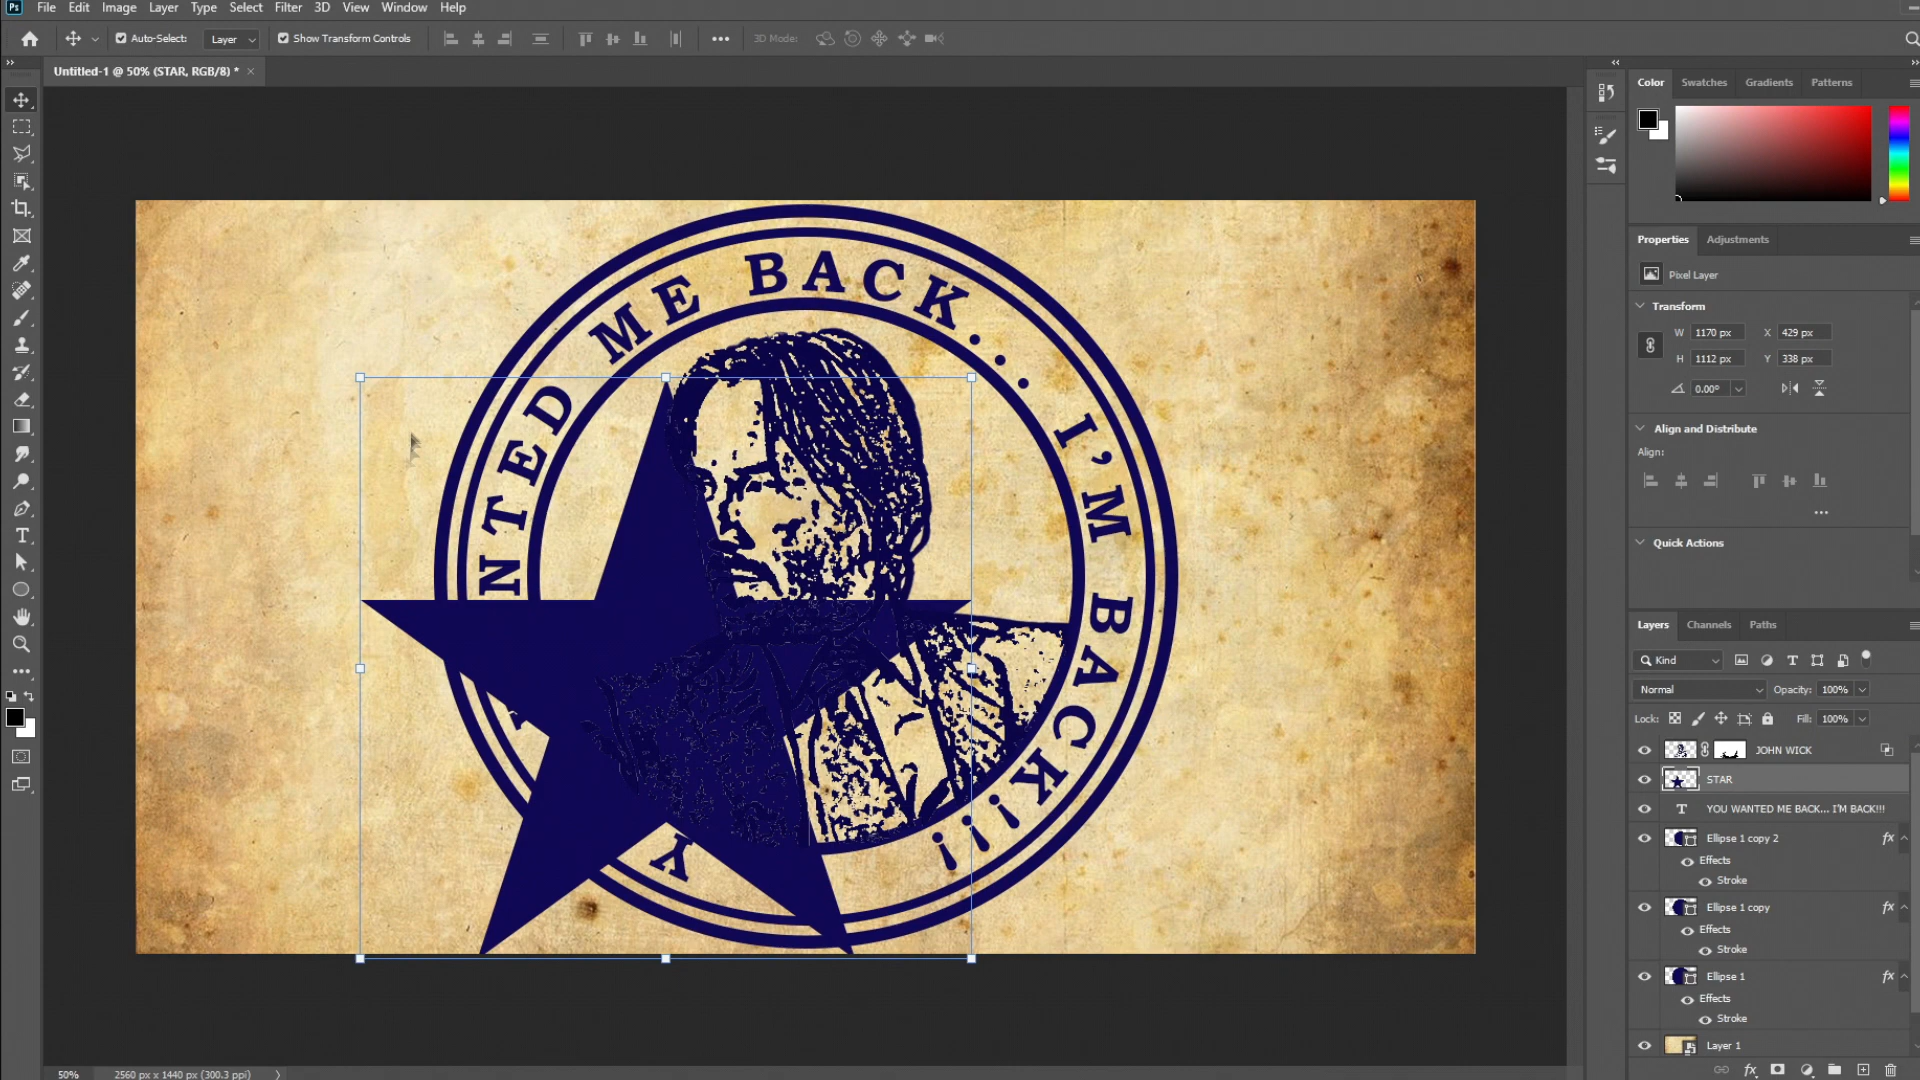 Ps File Edit Image Layer Type Select Filter 3D View Window Help
Auto-Select: Layer Show Transform Controls 3D Mode:
Untitled-1 @ 50% (STAR, RGB/8) * ×
Color Swatches Gradients Patterns
Properties Adjustments
Pixel Layer
Transform
W 1170 px X 429 px
H 1112 px Y 338 px
0.00°
Align and Distribute
Align:
Quick Actions
Layers Channels Paths
Kind
Normal Opacity: 100%
Lock: Fill: 100%
JOHN WICK
STAR
T YOU WANTED ME BACK... I'M BACK!!!
Ellipse 1 copy 2 fx
Effects
Stroke
Ellipse 1 copy fx
Effects
Stroke
Ellipse 1 fx
Effects
Stroke
Layer 1
fx
Y NTED ME BACK... I'M BACK!!!
50% 2560 px x 1440 px (300.3 ppi)